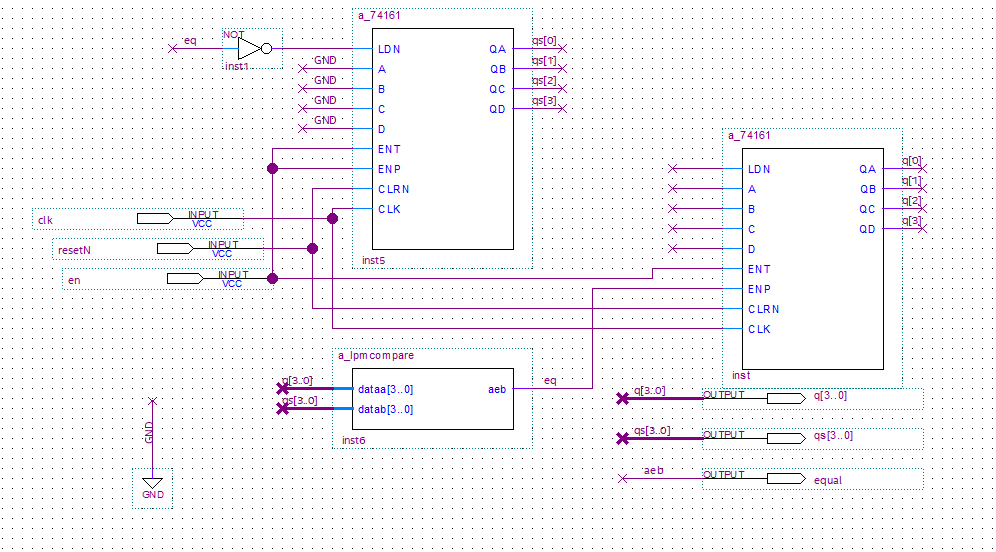 a_74161
eq
NOT
inst1
LDN
QA
qs[0]
GND
A
QB
qs[1]
GND
B
QC
qs[2]
GND
C
QD
qs[3]
GND
D
ENT
ENP
CLRN
CLK
inst5
clk
INPUT
VCC
resetN
INPUT
VCC
en
INPUT
VCC
a_74161
LDN
QA
q[0]
A
QB
q[1]
B
QC
q[2]
C
QD
q[3]
D
ENT
ENP
CLRN
CLK
inst
a_lpmcompare
q[3..0]
dataa[3..0]
aeb
eq
qs[3..0]
datab[3..0]
inst6
q[3..0]
OUTPUT
q[3..0]
qs[3..0]
OUTPUT
qs[3..0]
aeb
OUTPUT
equal
GND
GND